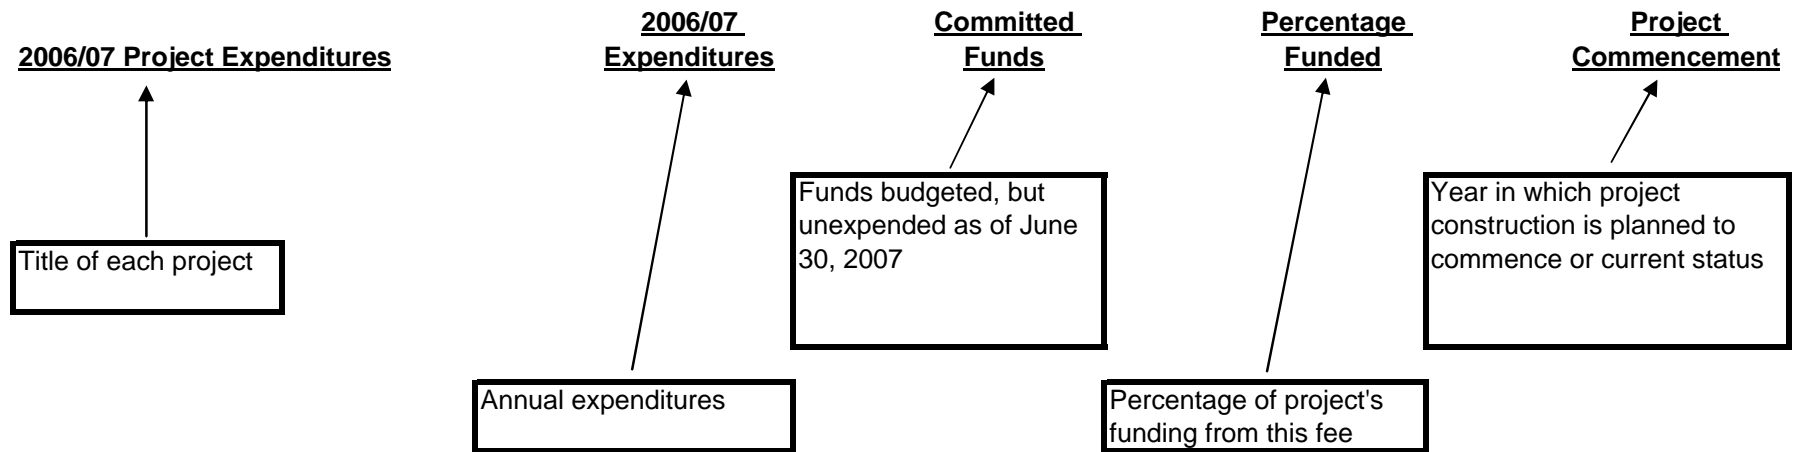 2006/07 Project Expenditures
2006/07
Expenditures
Committed
Funds
Percentage
Funded
Project
Commencement
Title of each project
Annual expenditures
Funds budgeted, but
unexpended as of June
30, 2007
Percentage of project's
funding from this fee
Year in which project
construction is planned to
commence or current status